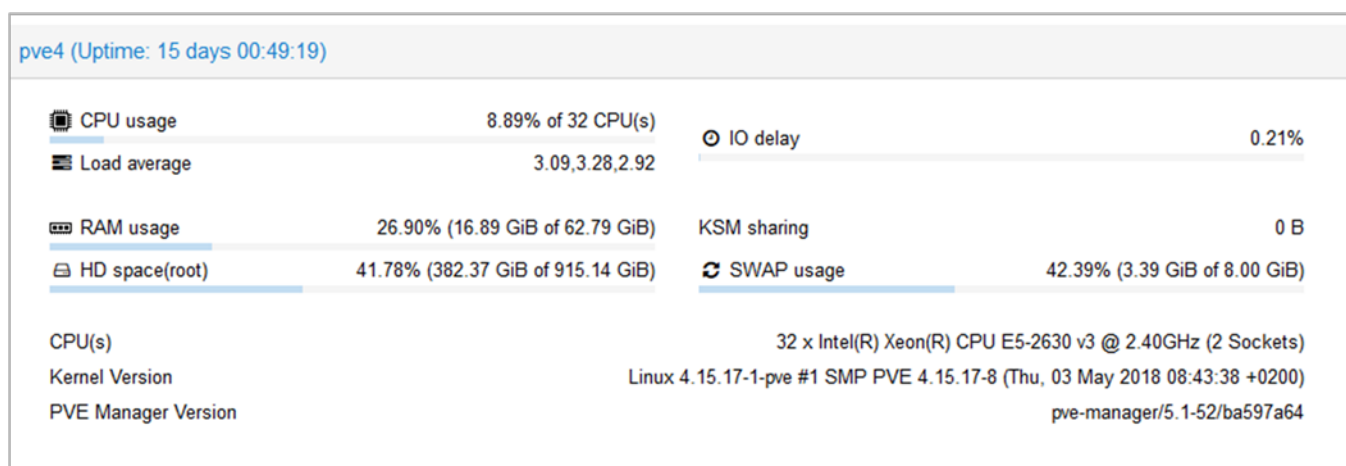 pve4 (Uptime: 15 days 00:49:19)
CPU usage 8.89% of 32 CPU(s)
IO delay 0.21%
Load average 3.09,3.28,2.92
RAM usage 26.90% (16.89 GiB of 62.79 GiB)
KSM sharing 0 B
HD space(root) 41.78% (382.37 GiB of 915.14 GiB)
SWAP usage 42.39% (3.39 GiB of 8.00 GiB)
CPU(s) 32 x Intel(R) Xeon(R) CPU E5-2630 v3 @ 2.40GHz (2 Sockets)
Kernel Version Linux 4.15.17-1-pve #1 SMP PVE 4.15.17-8 (Thu, 03 May 2018 08:43:38 +0200)
PVE Manager Version pve-manager/5.1-52/ba597a64